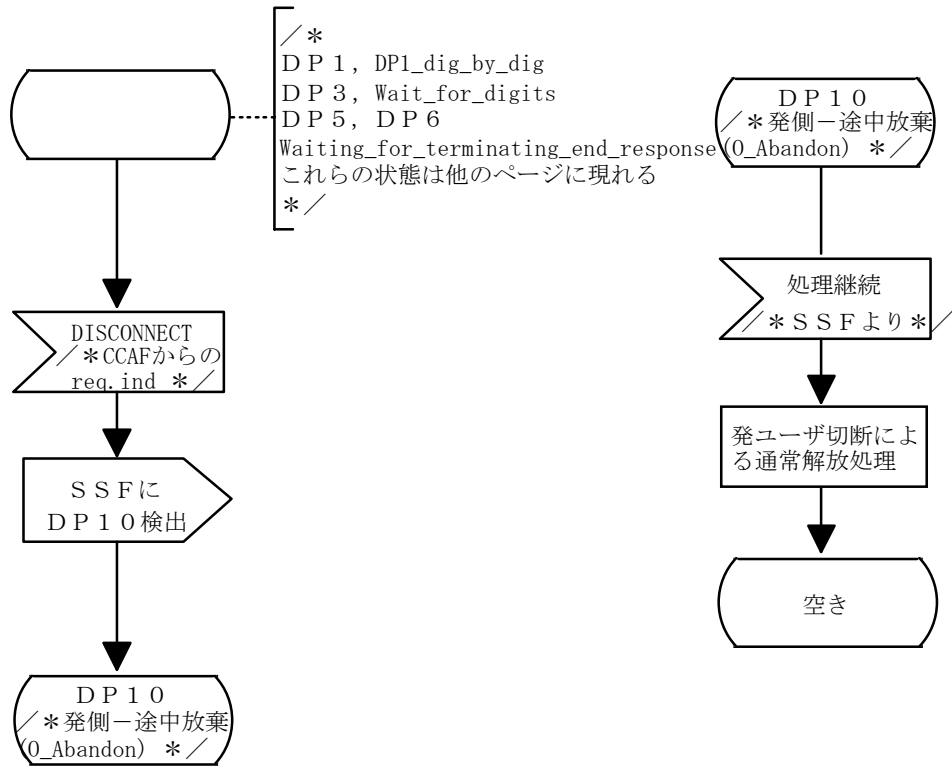 ／＊
ＤＰ１, DP1_dig_by_dig
ＤＰ３, Wait_for_digits
ＤＰ５, ＤＰ６
Waiting_for_terminating_end_response
これらの状態は他のページに現れる
＊／
DISCONNECT
／＊CCAFからの
req.ind ＊／
ＳＳＦに
ＤＰ１０検出
ＤＰ１０
／＊発側－途中放棄
(O_Abandon) ＊／
ＤＰ１０
／＊発側－途中放棄
(O_Abandon) ＊／
処理継続
／＊ＳＳＦより＊／
発ユーザ切断によ
る通常解放処理
空き